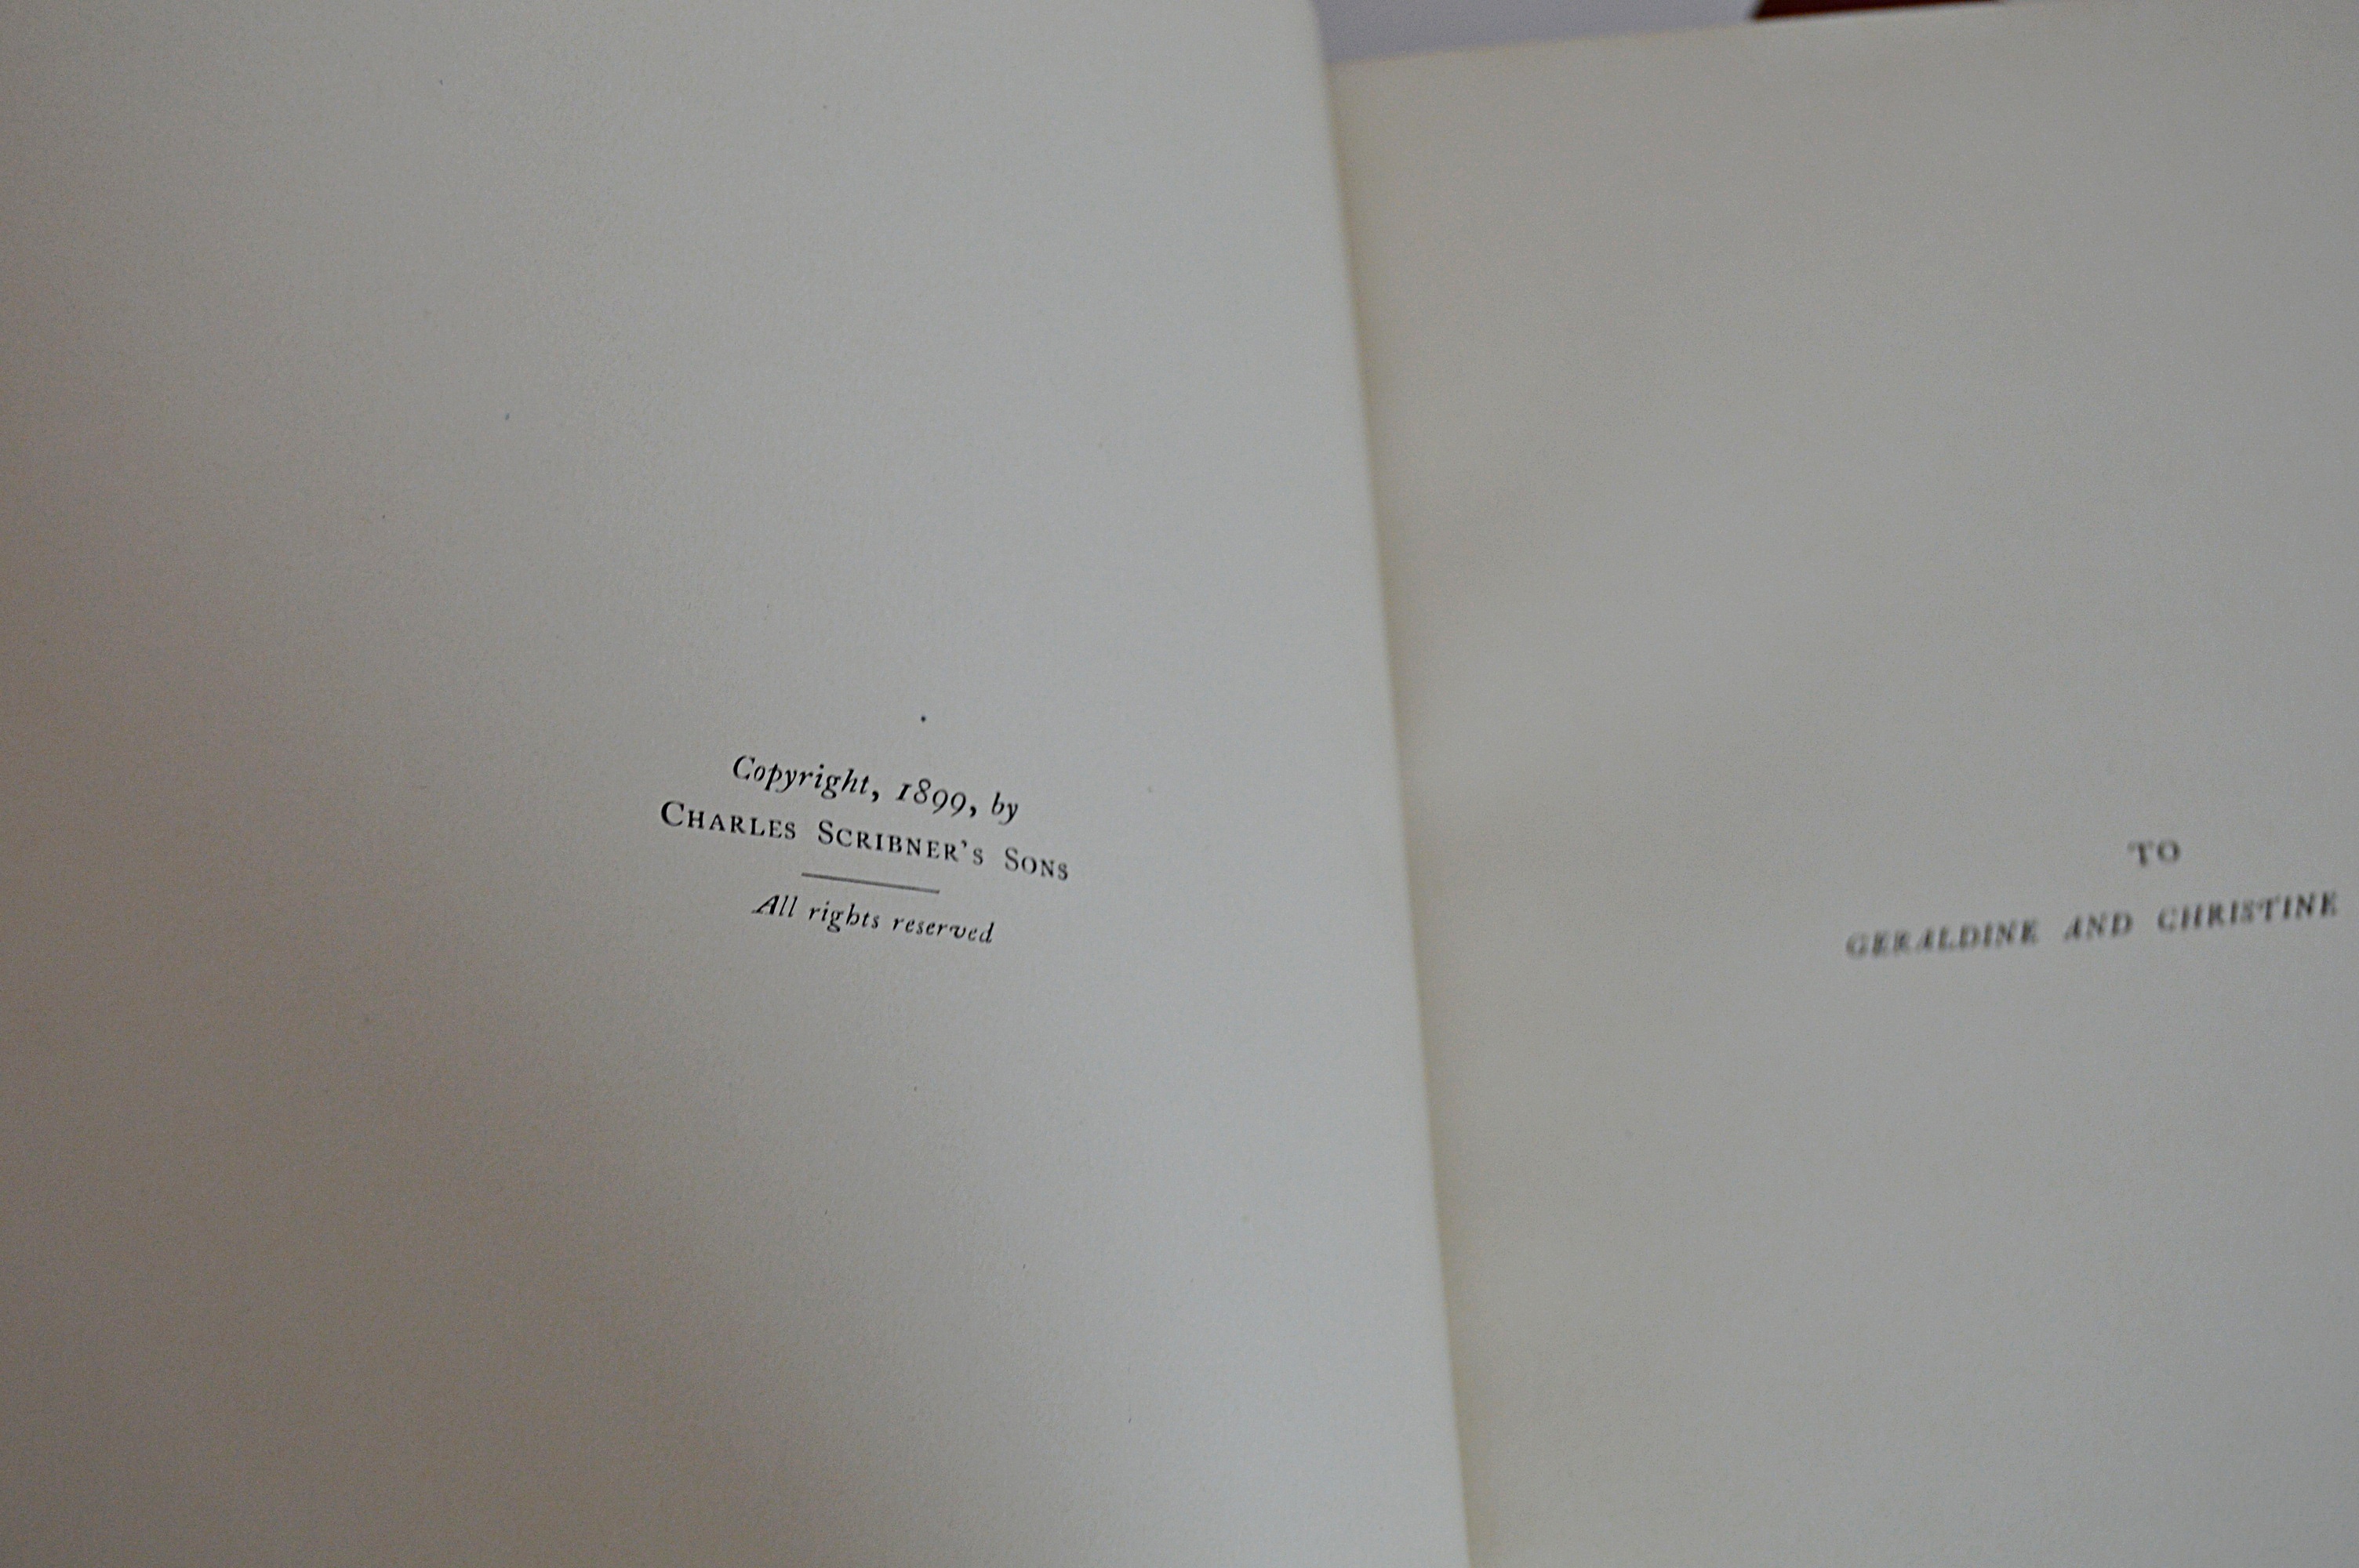 Copyright, 1899, by
CHARLES SCRIBNER'S SONS
All rights reserved
TO
GERALDINE AND CHRISTINE